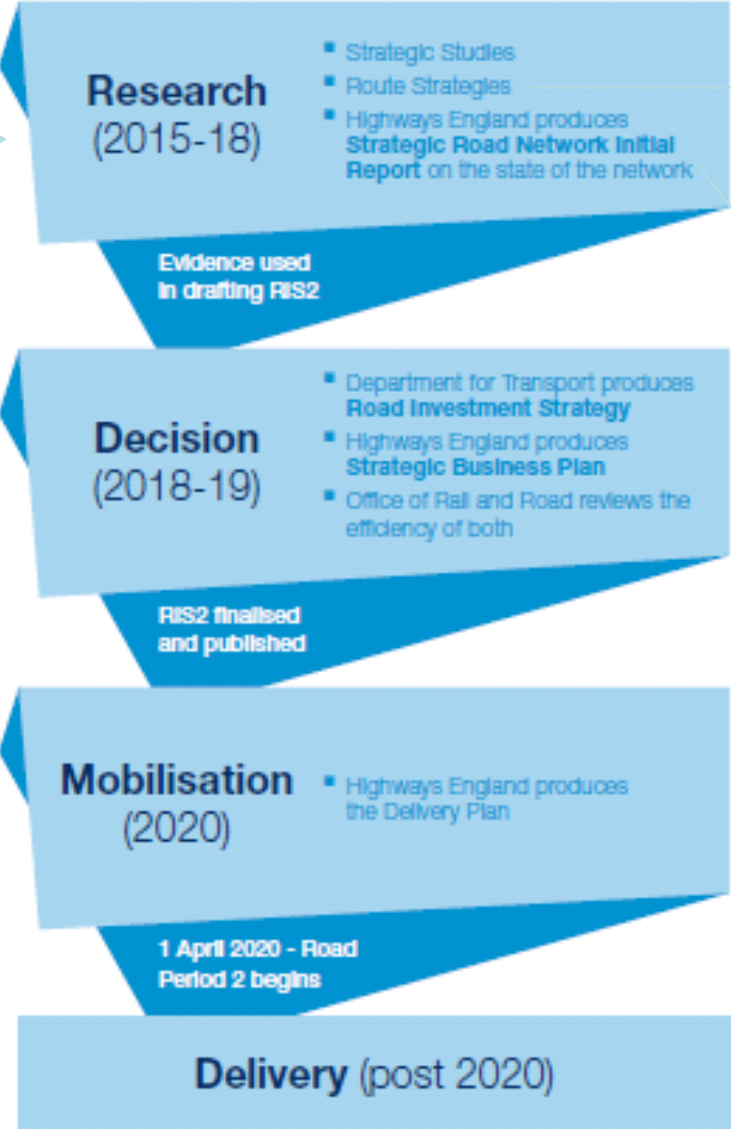 Research
(2015-18)
Strategic Studies
Route Strategies
Highways England produces
Strategic Road Network Initial
Report on the state of the network
Evidence used
in drafting RIS2
Decision
(2018-19)
Department for Transport produces
Road Investment Strategy
Highways England produces
Strategic Business Plan
Office of Rail and Road reviews the
efficiency of both
RIS2 finalised
and published
Mobilisation
(2020)
Highways England produces
the Delivery Plan
1 April 2020 - Road
Period 2 begins
Delivery (post 2020)